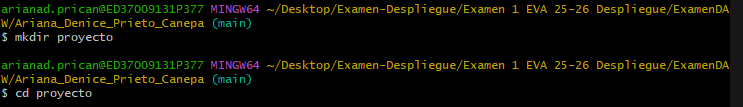 arianad.prican@ED37009131P377 MINGW64 ~/Desktop/Examen-Despliegue/Examen 1 EVA 25-26 Despliegue/ExamenDA
W/Ariana_Denice_Prieto_Canepa (main)
$ mkdir proyecto
arianad.prican@ED37009131P377 MINGW64 ~/Desktop/Examen-Despliegue/Examen 1 EVA 25-26 Despliegue/ExamenDA
W/Ariana_Denice_Prieto_Canepa (main)
$ cd proyecto